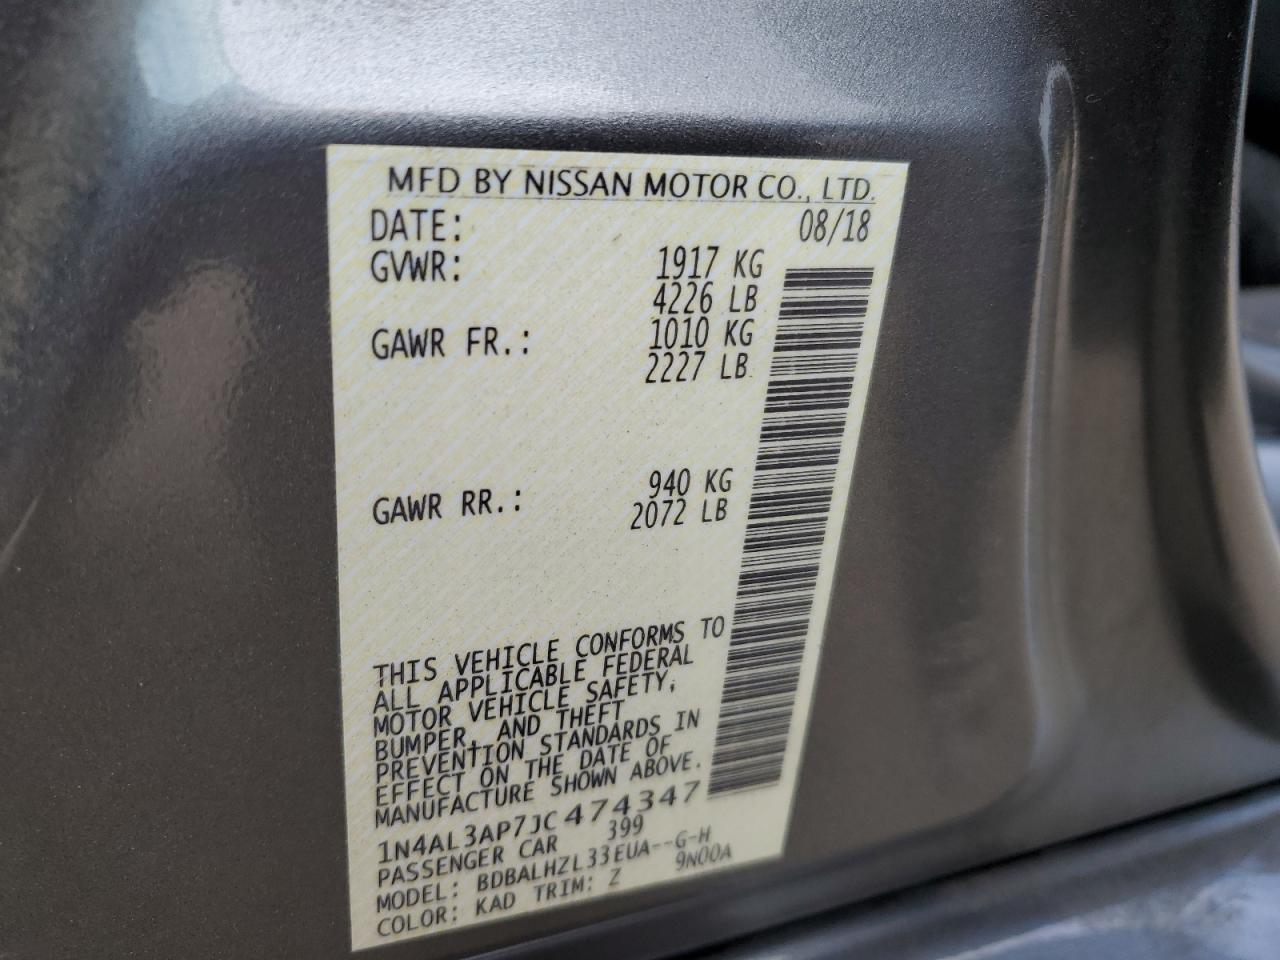 MFD BY NISSAN MOTOR CO., LTD.
DATE: 08/18
GVWR: 1917 KG
4226 LB
GAWR FR.: 1010 KG
2227 LB
GAWR RR.: 940 KG
2072 LB
THIS VEHICLE CONFORMS TO
ALL APPLICABLE FEDERAL
MOTOR VEHICLE SAFETY,
BUMPER, AND THEFT
PREVENTION STANDARDS IN
EFFECT ON THE DATE OF
MANUFACTURE SHOWN ABOVE.
1N4AL3AP7JC474347
PASSENGER CAR 399
MODEL: BDBALHZL33EUA--G-H
COLOR: KAD TRIM: Z 9N00A